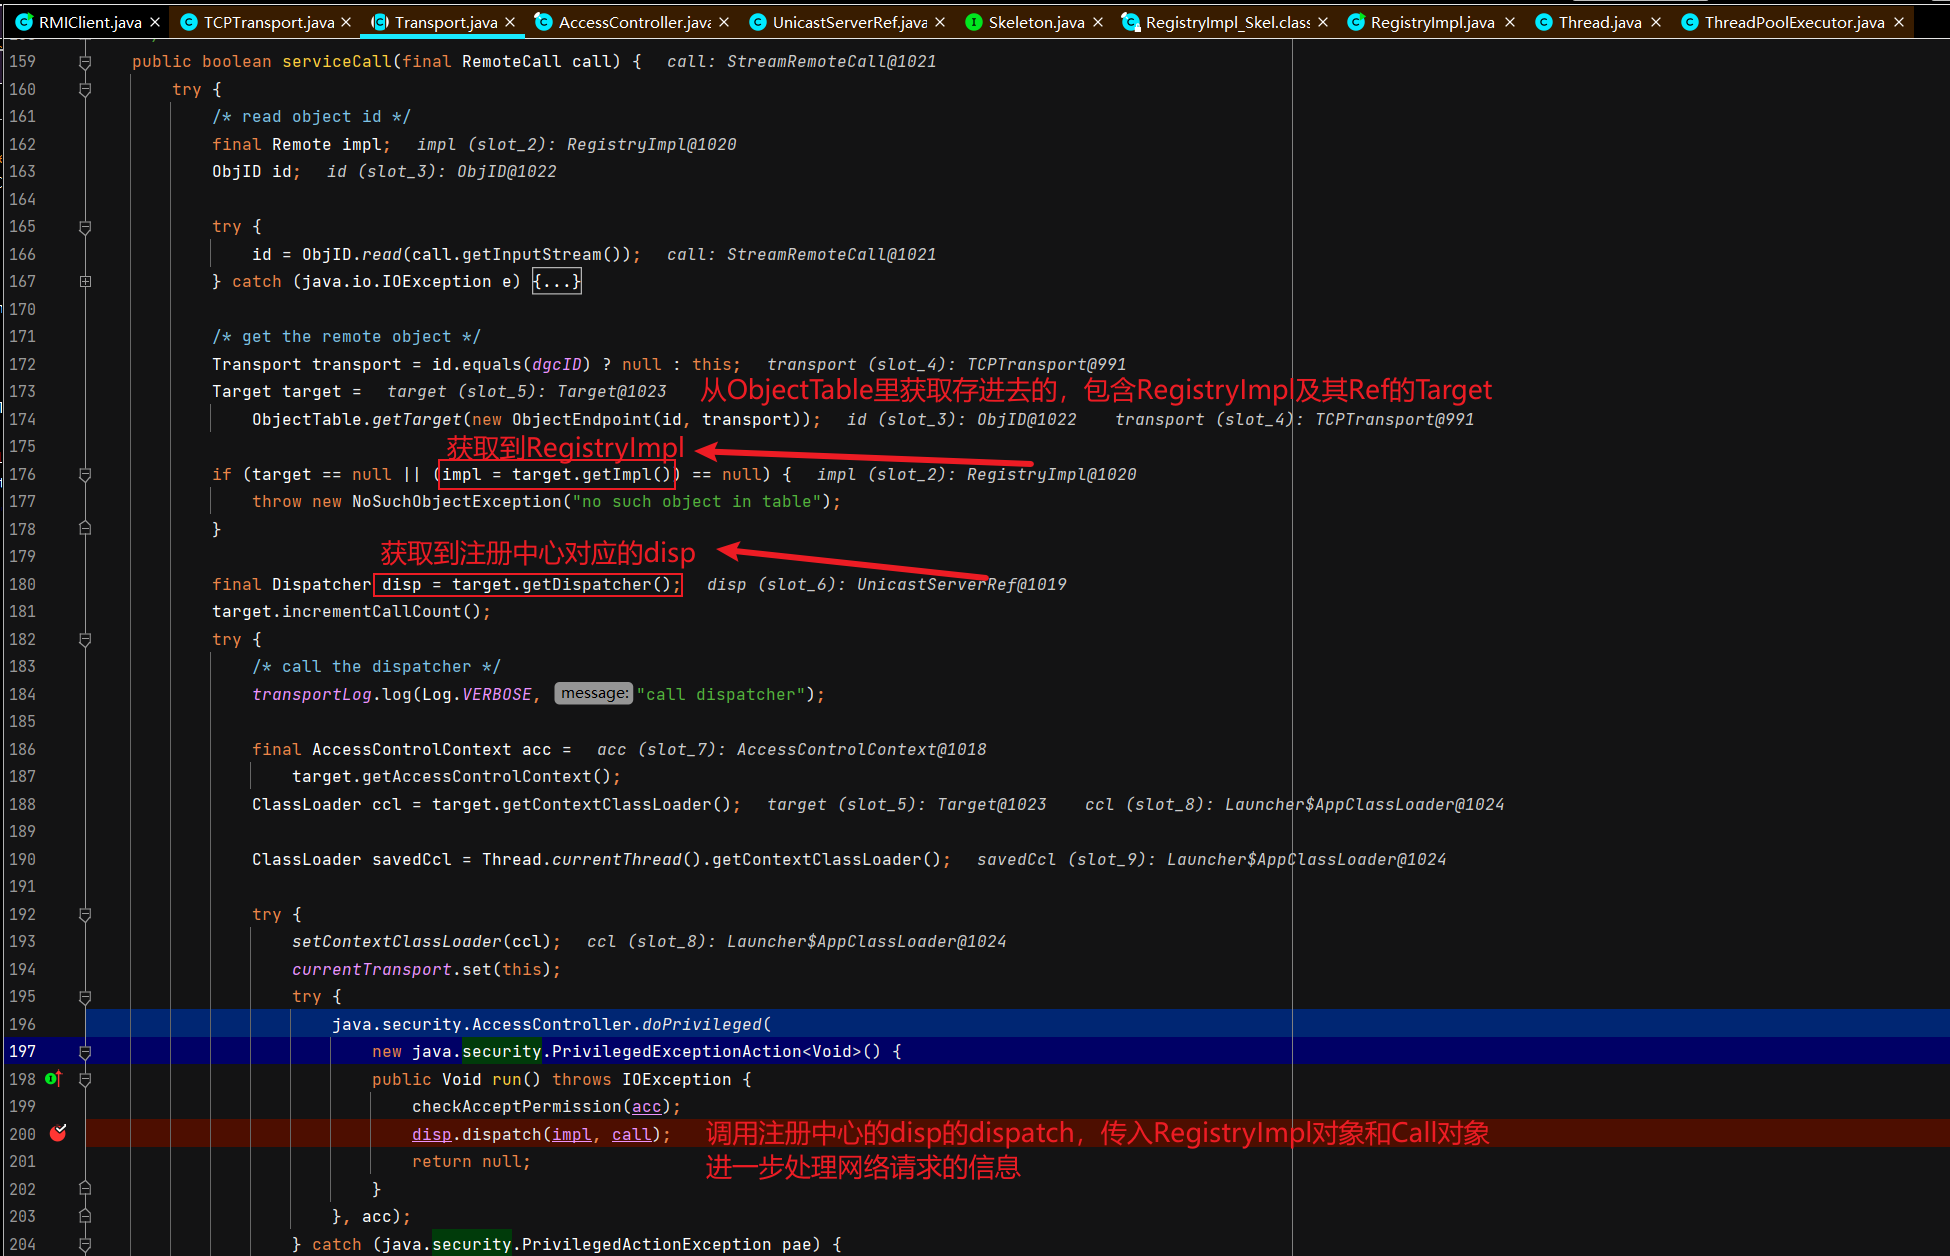 RMIClient.java × TCPTransport.java × Transport.java × AccessController.java × UnicastServerRef.java × Skeleton.java × RegistryImpl_Skel.class × RegistryImpl.java × Thread.java × ThreadPoolExecutor.java ×
159 public boolean serviceCall(final RemoteCall call) { call: StreamRemoteCall@1021
160 try {
161 /* read object id */
162 final Remote impl; impl (slot_2): RegistryImpl@1020
163 ObjID id; id (slot_3): ObjID@1022
164
165 try {
166 id = ObjID.read(call.getInputStream()); call: StreamRemoteCall@1021
167 } catch (java.io.IOException e) {...}
170
171 /* get the remote object */
172 Transport transport = id.equals(dgcID) ? null : this; transport (slot_4): TCPTransport@991
173 Target target = target (slot_5): Target@1023 从ObjectTable里获取存进去的，包含RegistryImpl及其Ref的Target
174 ObjectTable.getTarget(new ObjectEndpoint(id, transport)); id (slot_3): ObjID@1022 transport (slot_4): TCPTransport@991
175 获取到RegistryImpl
176 if (target == null || (impl = target.getImpl()) == null) { impl (slot_2): RegistryImpl@1020
177 throw new NoSuchObjectException("no such object in table");
178 }
179 获取到注册中心对应的disp
180 final Dispatcher disp = target.getDispatcher(); disp (slot_6): UnicastServerRef@1019
181 target.incrementCallCount();
182 try {
183 /* call the dispatcher */
184 transportLog.log(Log.VERBOSE, message: "call dispatcher");
185
186 final AccessControlContext acc = acc (slot_7): AccessControlContext@1018
187 target.getAccessControlContext();
188 ClassLoader ccl = target.getContextClassLoader(); target (slot_5): Target@1023 ccl (slot_8): Launcher$AppClassLoader@1024
189
190 ClassLoader savedCcl = Thread.currentThread().getContextClassLoader(); savedCcl (slot_9): Launcher$AppClassLoader@1024
191
192 try {
193 setContextClassLoader(ccl); ccl (slot_8): Launcher$AppClassLoader@1024
194 currentTransport.set(this);
195 try {
196 java.security.AccessController.doPrivileged(
197 new java.security.PrivilegedExceptionAction<Void>() {
198 public Void run() throws IOException {
199 checkAcceptPermission(acc);
200 disp.dispatch(impl, call); 调用注册中心的disp的dispatch，传入RegistryImpl对象和Call对象
201 return null; 进一步处理网络请求的信息
202 }
203 }, acc);
204 } catch (java.security.PrivilegedActionException pae) {